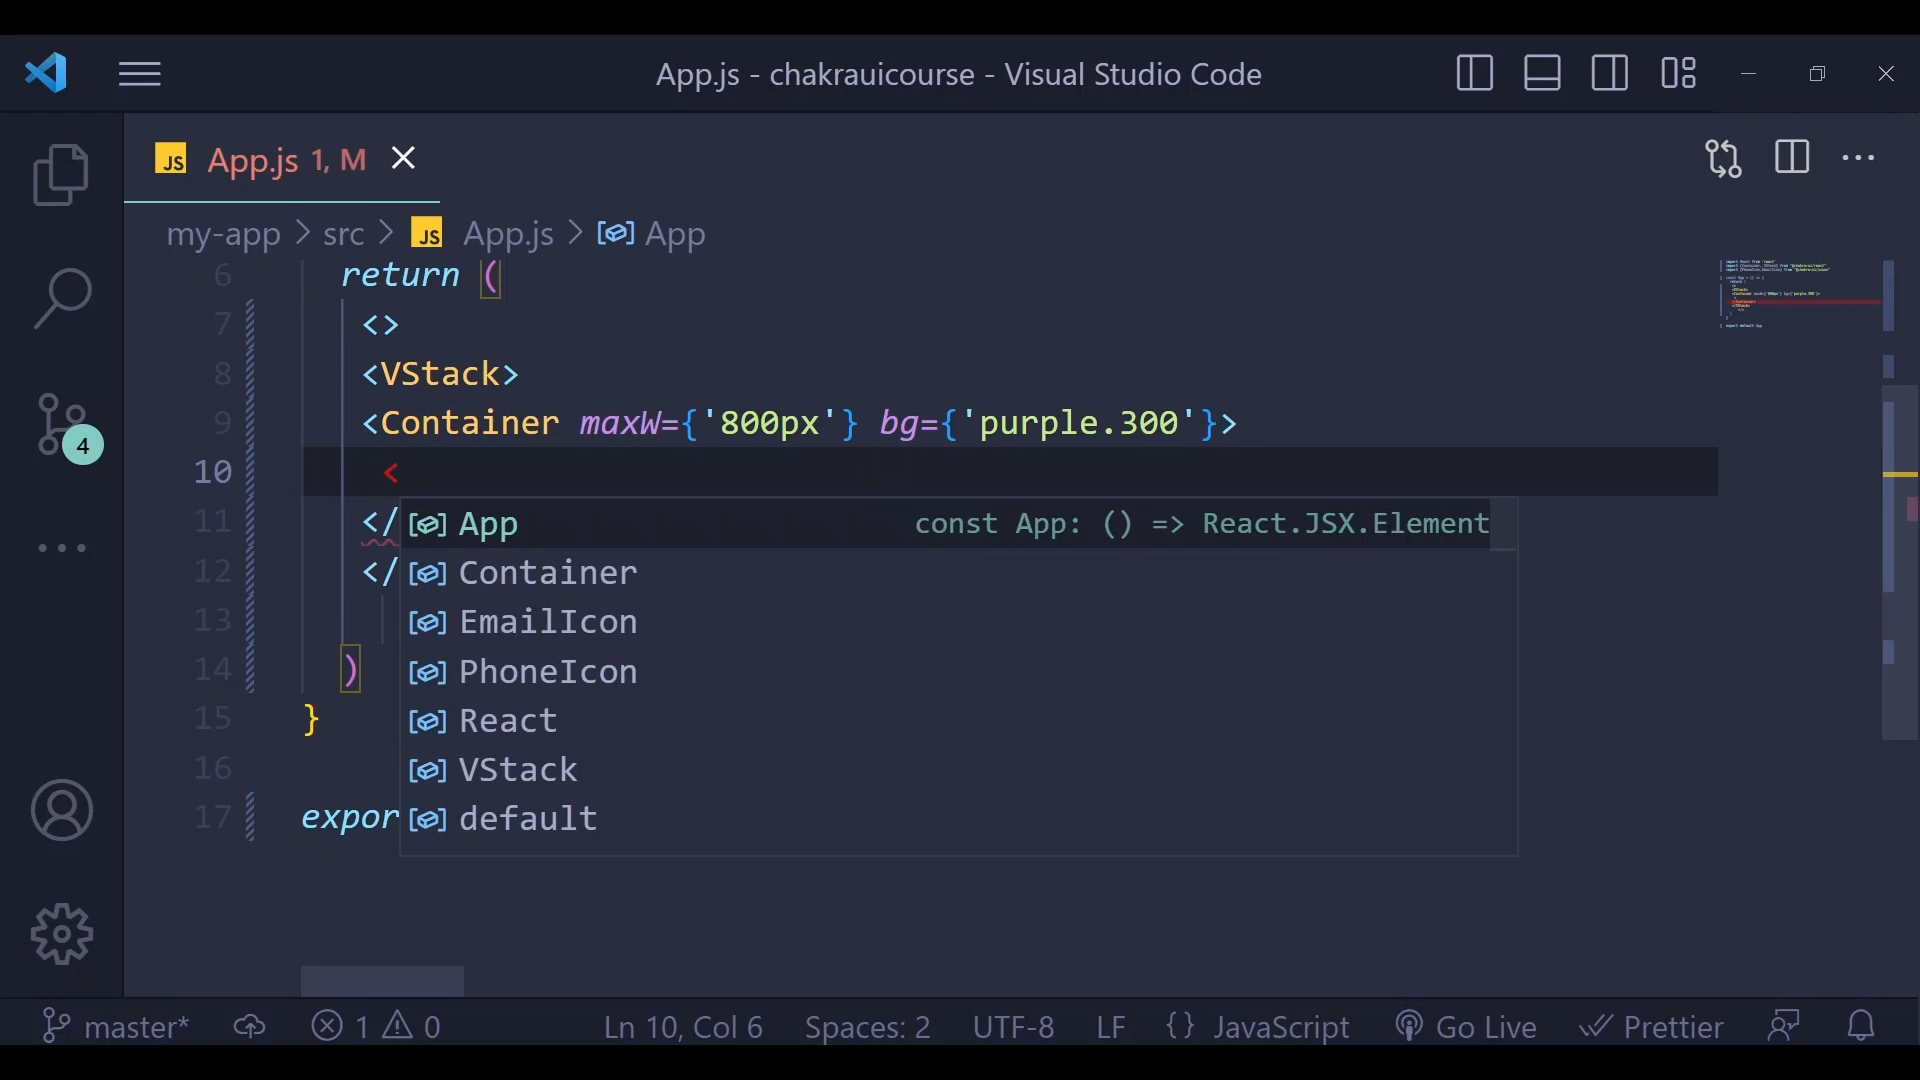 App.js - chakrauicourse - Visual Studio Code
JS App.js 1, M
my-app > src > JS App.js > App
6 return (
7 <>
8 <VStack>
9 <Container maxW={'800px'} bg={'purple.300'}>
10 <
11 </
12 </
13
14 )
15 }
16
17 expor
App const App: () => React.JSX.Element
Container
EmailIcon
PhoneIcon
React
VStack
default
4
master* 1 0 Ln 10, Col 6 Spaces: 2 UTF-8 LF {} JavaScript Go Live Prettier